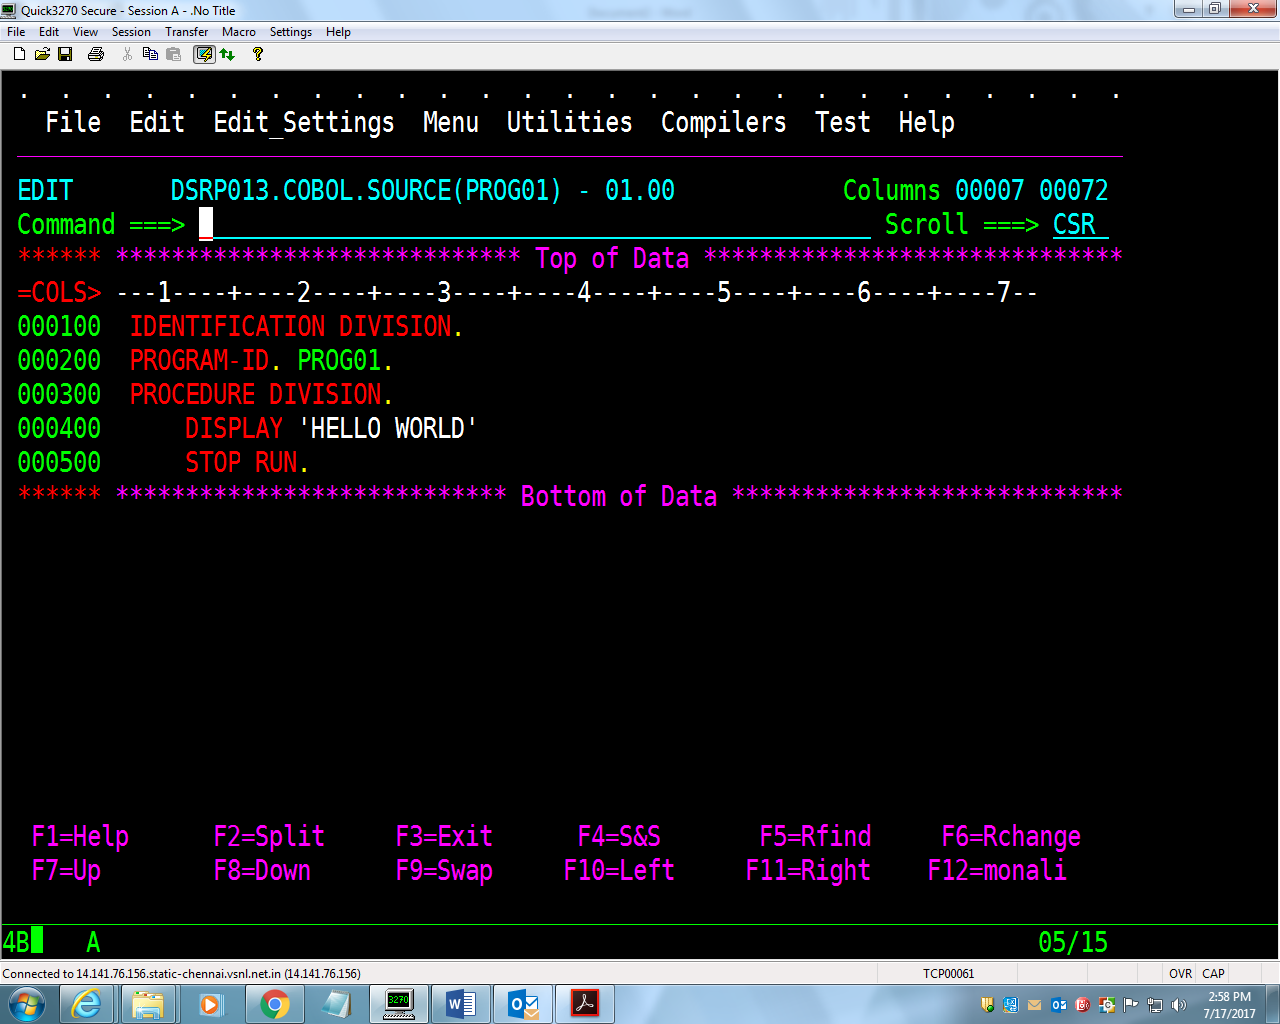 Quick3270 Secure - Session A - .No Title
File Edit View Session Transfer Macro Settings Help
. . . . . . . . . . . . . . . . . . . . . . . . . . .
File Edit Edit_Settings Menu Utilities Compilers Test Help
EDIT DSRP013.COBOL.SOURCE(PROG01) - 01.00 Columns 00007 00072
Command ===> Scroll ===> CSR
****** ***************************** Top of Data ******************************
=COLS> ---1----+----2----+----3----+----4----+----5----+----6----+----7--
000100 IDENTIFICATION DIVISION.
000200 PROGRAM-ID. PROG01.
000300 PROCEDURE DIVISION.
000400 DISPLAY 'HELLO WORLD'
000500 STOP RUN.
****** **************************** Bottom of Data ****************************
F1=Help F2=Split F3=Exit F4=S&S F5=Rfind F6=Rchange
F7=Up F8=Down F9=Swap F10=Left F11=Right F12=monali
4B A 05/15
Connected to 14.141.76.156.static-chennai.vsnl.net.in (14.141.76.156) TCP00061 OVR CAP
3270
2:58 PM
7/17/2017